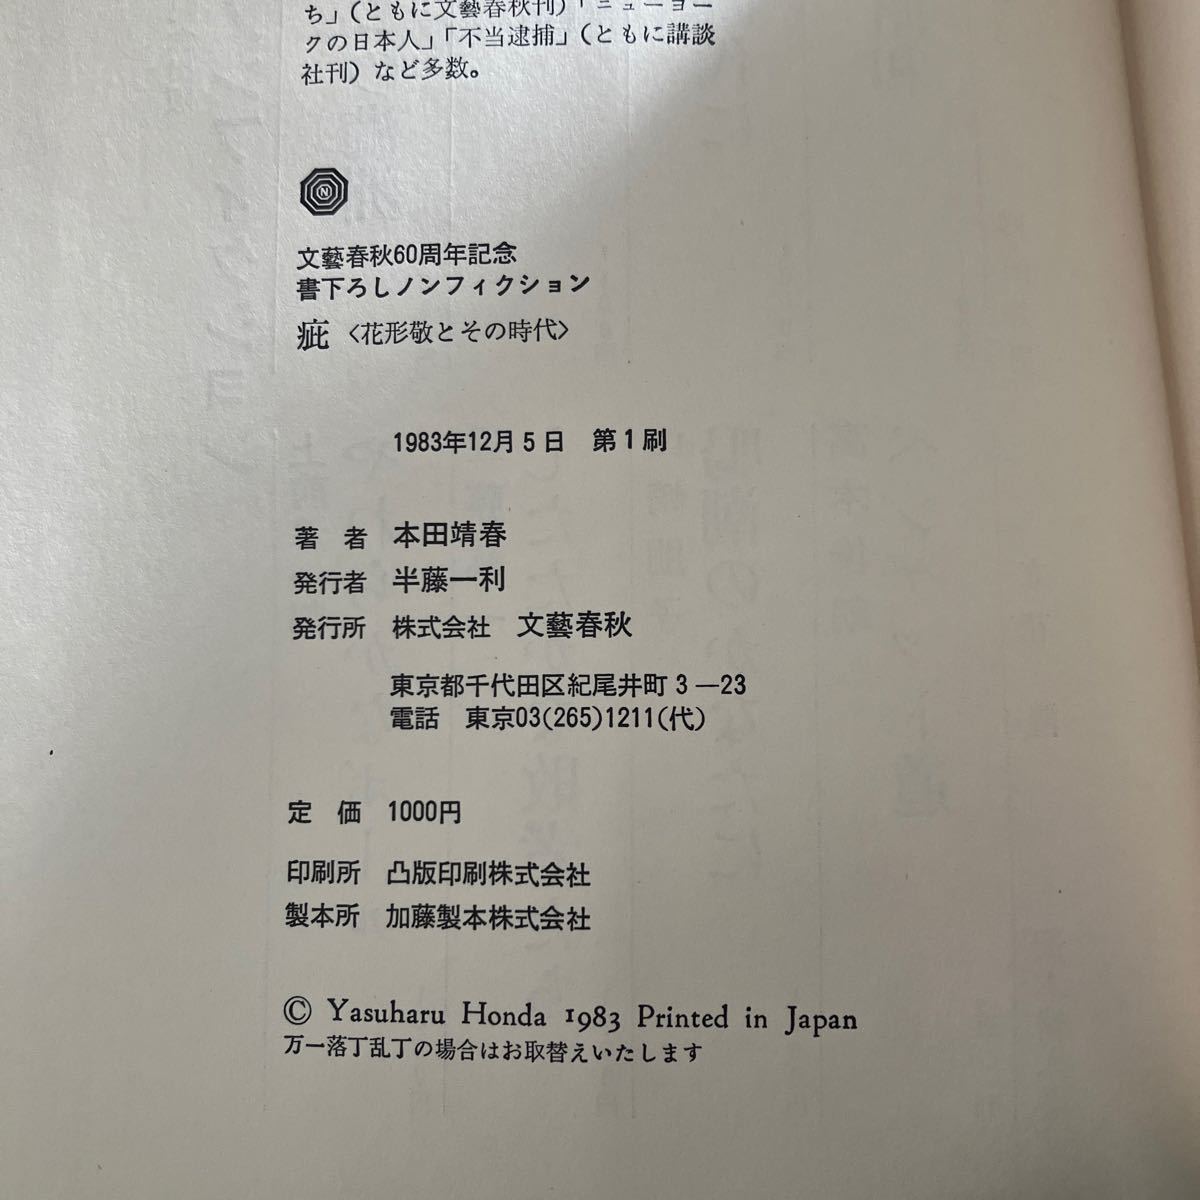 ち」(ともに文藝春秋刊)「ニューヨー
クの日本人」「不当逮捕」(ともに講談
社刊)など多数。
N
文藝春秋60周年記念
書下ろしノンフィクション
疵〈花形敬とその時代〉
1983年12月5日 第1刷
著 者 本田靖春
発行者 半藤一利
発行所 株式会社 文藝春秋
東京都千代田区紀尾井町3―23
電話 東京03(265)1211(代)
定 価 1000円
印刷所 凸版印刷株式会社
製本所 加藤製本株式会社
© Yasuharu Honda 1983 Printed in Japan
万一落丁乱丁の場合はお取替えいたします